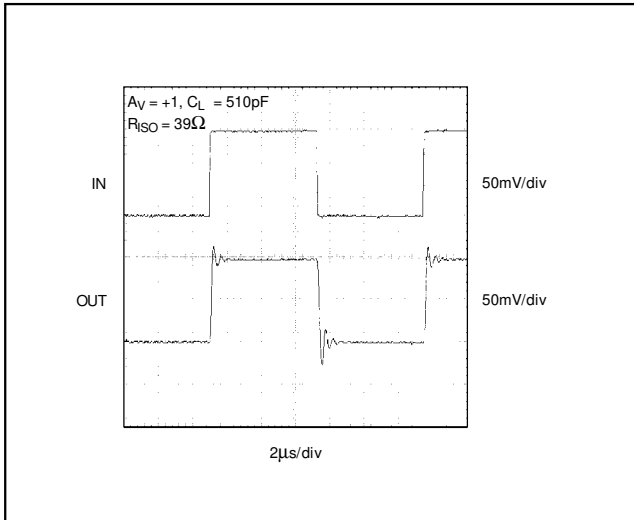 A_V = +1, C_L = 510pF
R_ISO = 39Ω
IN
50mV/div
OUT
50mV/div
2µs/div